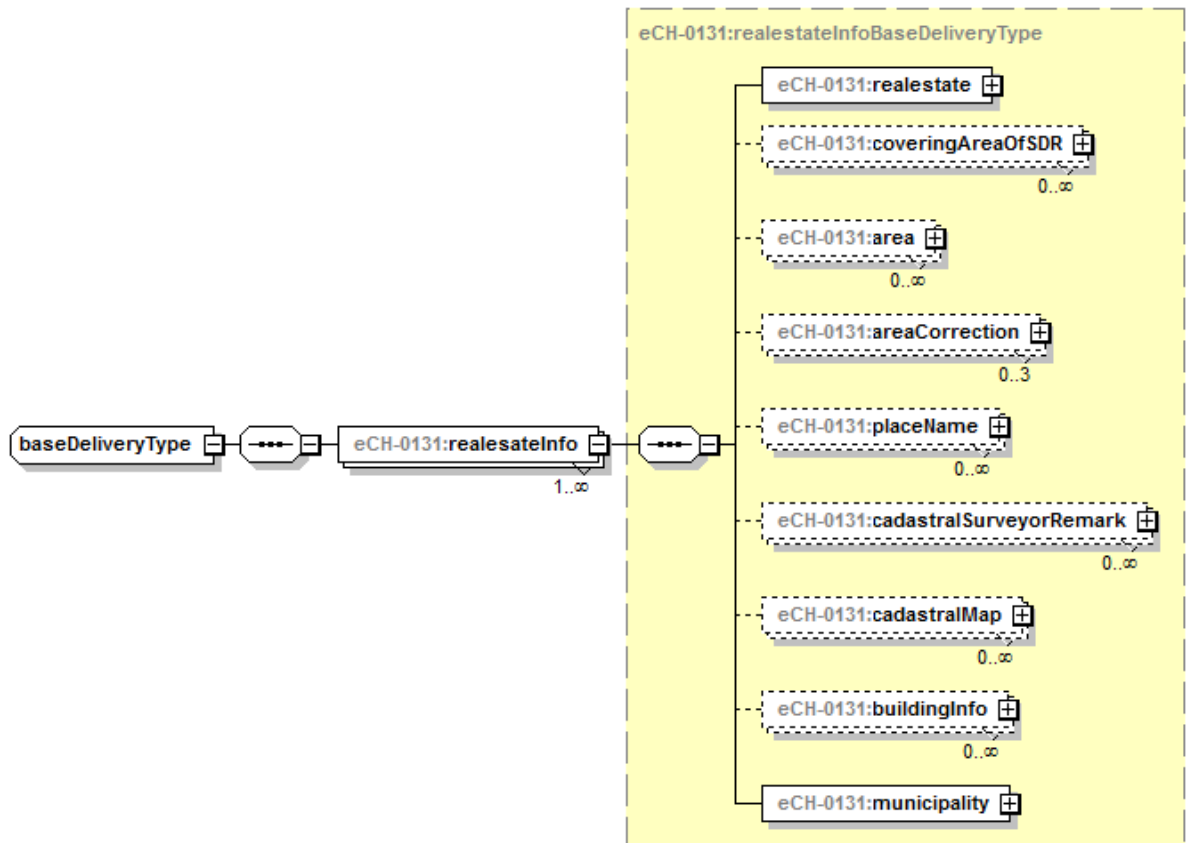 eCH-0131:realestateInfoBaseDeliveryType
eCH-0131:realestate
eCH-0131:coveringAreaOfSDR
0..∞
eCH-0131:area
0..∞
eCH-0131:areaCorrection
0..3
eCH-0131:placeName
0..∞
baseDeliveryType
eCH-0131:realesateInfo
1..∞
eCH-0131:cadastralSurveyorRemark
0..∞
eCH-0131:cadastralMap
0..∞
eCH-0131:buildingInfo
0..∞
eCH-0131:municipality